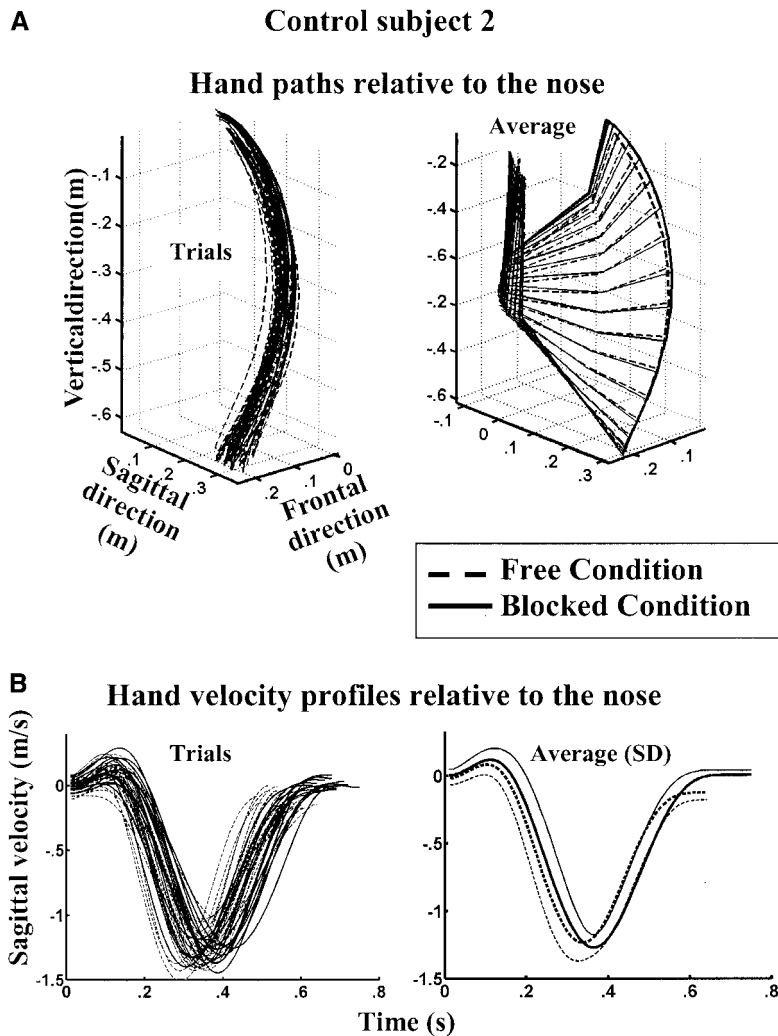 A
Control subject 2
Hand paths relative to the nose
Trials
Verticaldirection(m)
-.1
-.2
-.3
-.4
-.5
-.6
.1
.2
.3
.2
.1
0
Sagittal
direction
(m)
Frontal
direction
(m)
Average
-.2
-.4
-.6
-.2
-.4
-.6
-.1
0
.1
.2
.3
.2
.1
Free Condition
Blocked Condition
B
Hand velocity profiles relative to the nose
Trials
Sagittal velocity (m/s)
0
-.5
-1
-1.5
0
.2
.4
.6
.8
Average (SD)
0
-.5
-1
-1.5
0
.2
.4
.6
.8
Time (s)